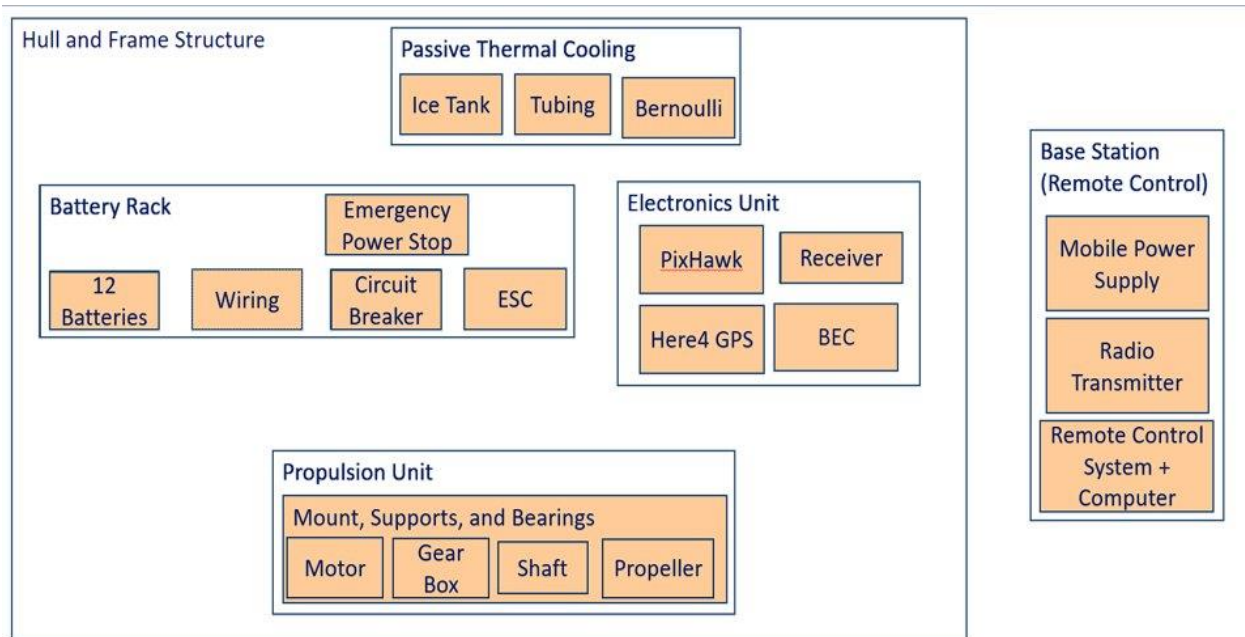 Hull and Frame Structure
Passive Thermal Cooling
Ice Tank
Tubing
Bernoulli
Battery Rack
Emergency
Power Stop
12
Batteries
Wiring
Circuit
Breaker
ESC
Electronics Unit
PixHawk
Receiver
Here4 GPS
BEC
Propulsion Unit
Mount, Supports, and Bearings
Motor
Gear
Box
Shaft
Propeller
Base Station
(Remote Control)
Mobile Power
Supply
Radio
Transmitter
Remote Control
System +
Computer